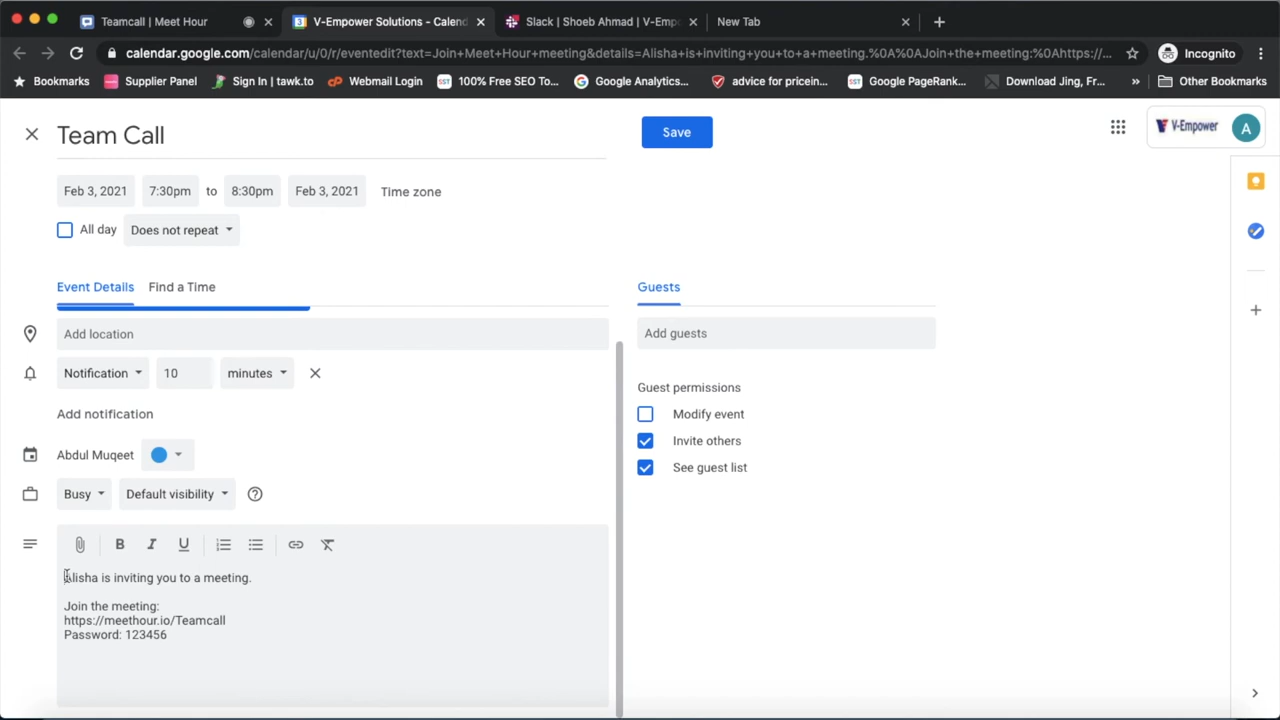 Teamcall | Meet Hour
V-Empower Solutions - Calend
Slack | Shoeb Ahmad | V-Emp
New Tab
calendar.google.com/calendar/u/0/r/eventedit?text=Join+Meet+Hour+meeting&details=Alisha+is+inviting+you+to+a+meeting.%0A%0AJoin+the+meeting:%0Ahttps://...
Incognito
Bookmarks
Supplier Panel
Sign In | tawk.to
Webmail Login
100% Free SEO To...
Google Analytics...
advice for pricein...
Google PageRank...
Download Jing, Fr...
»
Other Bookmarks
Team Call
Save
V-Empower
A
Feb 3, 2021 7:30pm to 8:30pm Feb 3, 2021 Time zone
All day Does not repeat
Event Details Find a Time
Guests
Add location
Add guests
Notification 10 minutes
Guest permissions
Add notification
Modify event
Invite others
Abdul Muqeet
See guest list
Busy Default visibility
B I U
Alisha is inviting you to a meeting.
Join the meeting:
https://meethour.io/Teamcall
Password: 123456